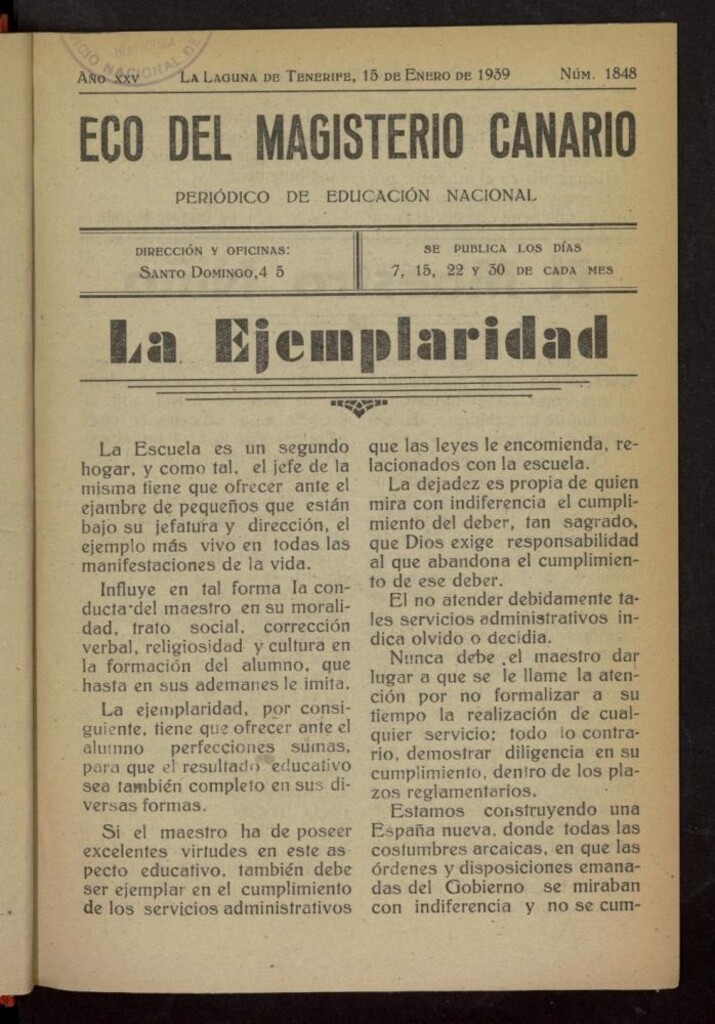 AÑO XXV LA LAGUNA DE TENERIFE, 15 DE ENERO DE 1939 NÚM. 1848
ECO DEL MAGISTERIO CANARIO
PERIÓDICO DE EDUCACIÓN NACIONAL
DIRECCIÓN Y OFICINAS:
SANTO DOMINGO,4 5
SE PUBLICA LOS DÍAS
7, 15, 22 Y 30 DE CADA MES
La Ejemplaridad
La Escuela es un segundo
hogar, y como tal, el jefe de la
misma tiene que ofrecer ante el
ejambre de pequeños que están
bajo su jefatura y dirección, el
ejemplo más vivo en todas las
manifestaciones de la vida.
Influye en tal forma la con-
ducta del maestro en su morali-
dad, trato social, corrección
verbal, religiosidad y cultura en
la formación del alumno, que
hasta en sus ademanes le imita.
La ejemplaridad, por consi-
guiente, tiene que ofrecer ante el
alumno perfecciones sumas,
para que el resultado educativo
sea también completo en sus di-
versas formas.
Si el maestro ha de poseer
excelentes virtudes en este as
pecto educativo, también debe
ser ejemplar en el cumplimiento
de los servicios administrativos
que las leyes le encomienda, re-
lacionados con la escuela.
La dejadez es propia de quien
mira con indiferencia el cumpli-
miento del deber, tan sagrado,
que Dios exige responsabilidad
al que abandona el cumplimien-
to de ese deber.
El no atender debidamente ta-
les servicios administrativos in-
dica olvido o decidia.
Nunca debe el maestro dar
lugar a que se le llame la aten-
ción por no formalizar a su
tiempo la realización de cual-
quier servicio; todo lo contra-
rio, demostrar diligencia en su
cumplimiento, dentro de los pla-
zos reglamentarios.
Estamos construyendo una
España nueva, donde todas las
costumbres arcaicas, en que las
órdenes y disposiciones emana-
das del Gobierno se miraban
con indiferencia y no se cum-